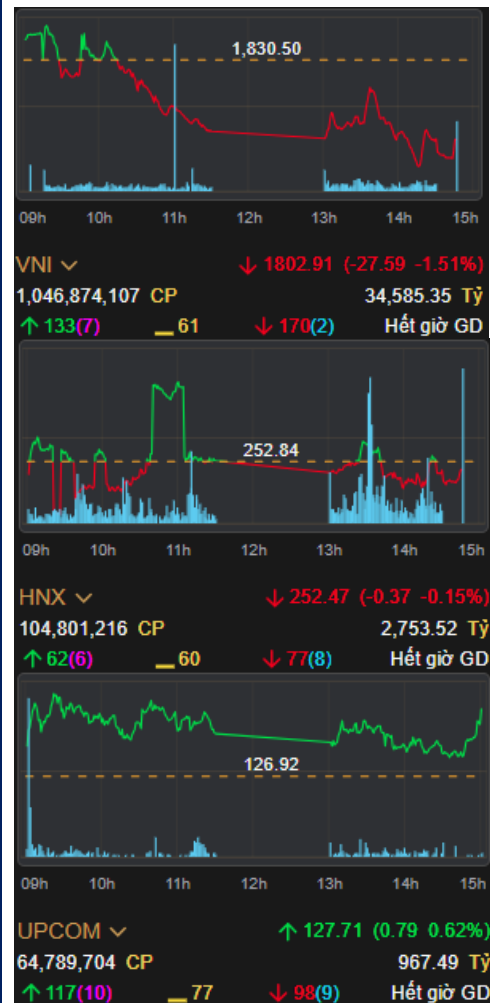 1,830.50
09h 10h 11h 12h 13h 14h 15h
VNI 1802.91 (-27.59 -1.51%)
1,046,874,107 CP 34,585.35 Tỷ
133(7) 61 170(2) Hết giờ GD
252.84
09h 10h 11h 12h 13h 14h 15h
HNX 252.47 (-0.37 -0.15%)
104,801,216 CP 2,753.52 Tỷ
62(6) 60 77(8) Hết giờ GD
126.92
09h 10h 11h 12h 13h 14h 15h
UPCOM 127.71 (0.79 0.62%)
64,789,704 CP 967.49 Tỷ
117(10) 77 98(9) Hết giờ GD